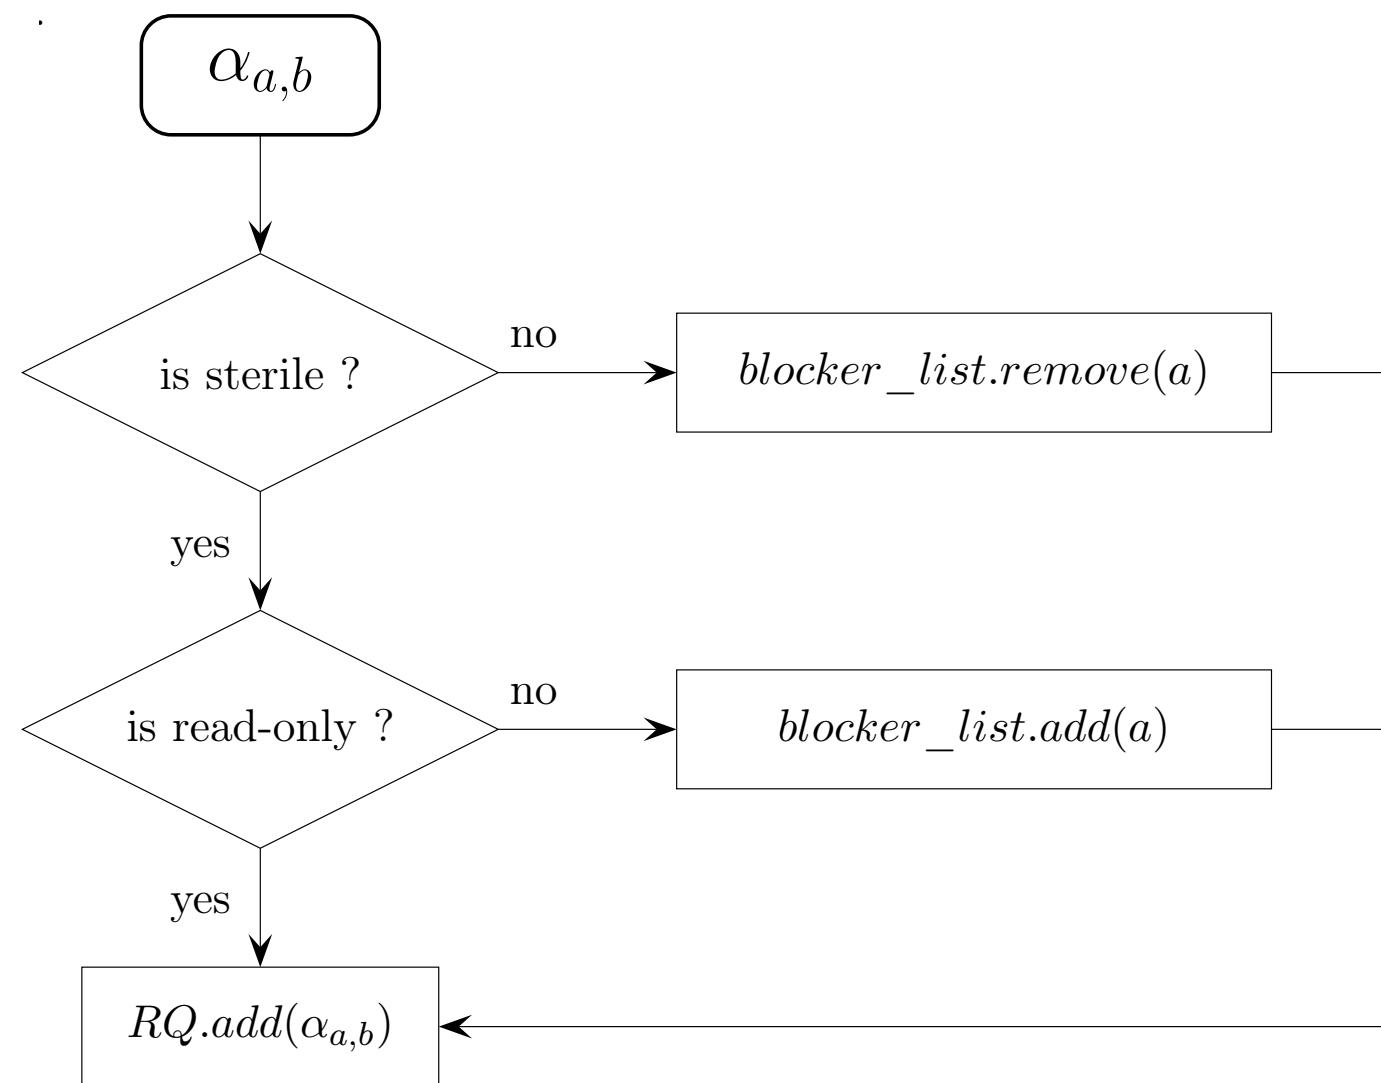 α_{a,b}
is sterile ?
no
blocker_list.remove(a)
yes
is read-only ?
no
blocker_list.add(a)
yes
RQ.add(α_{a,b})